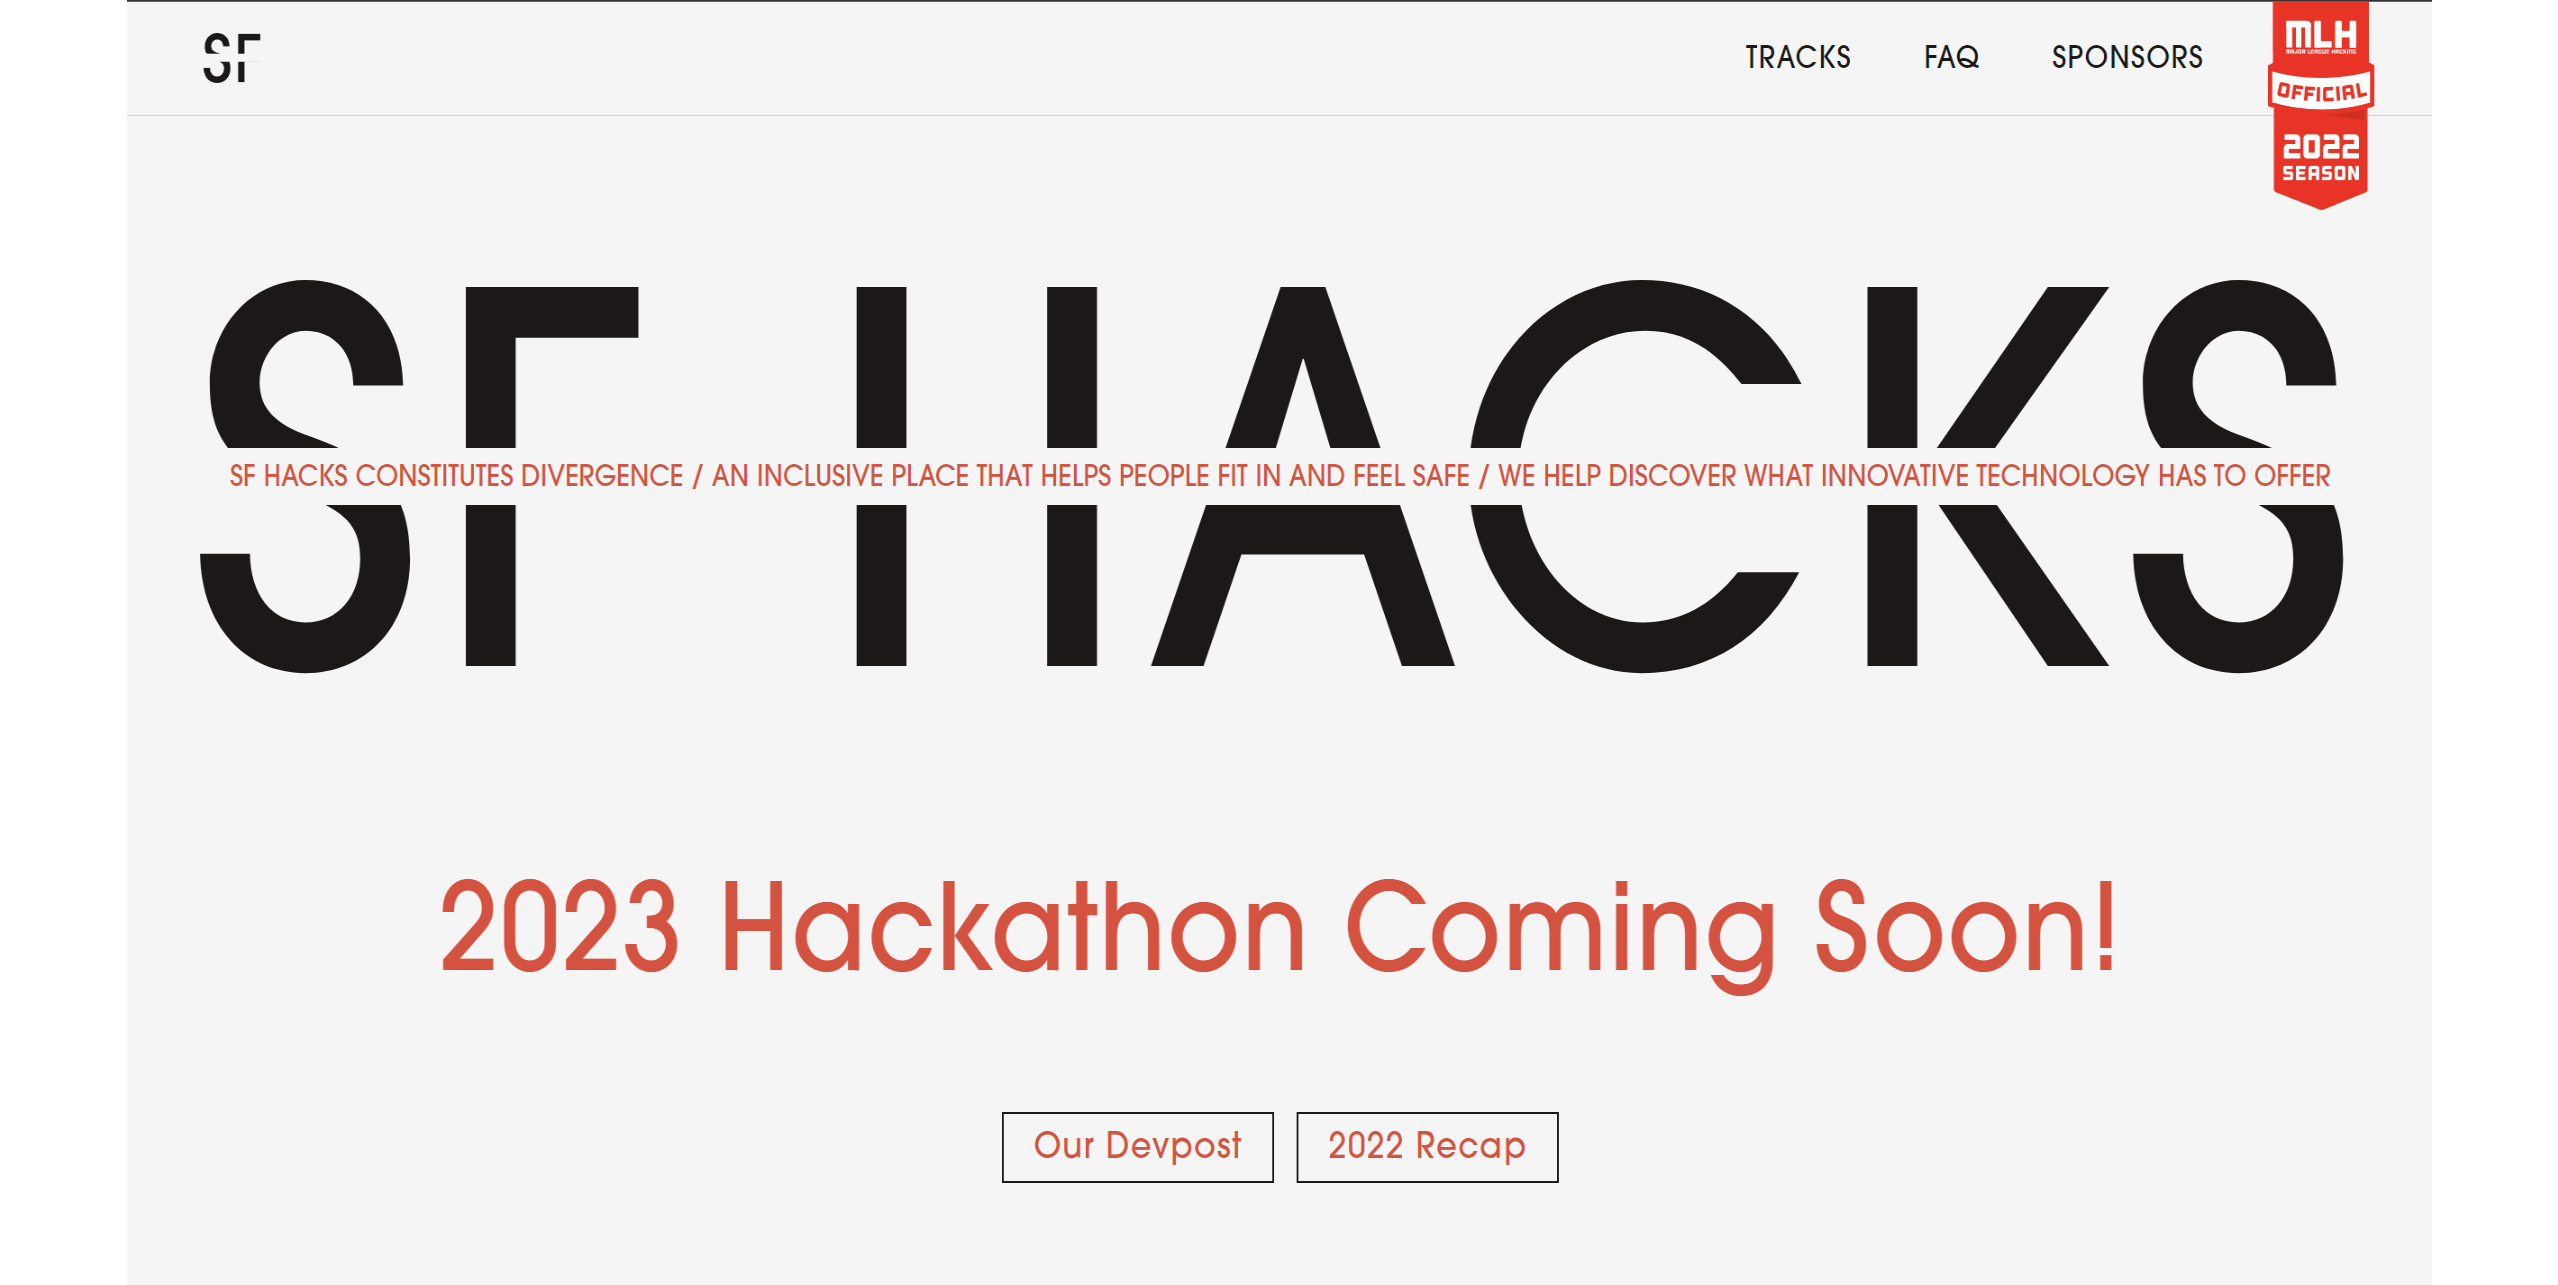 SF
TRACKS
FAQ
SPONSORS
MLH
MAJOR LEAGUE HACKING
OFFICIAL
2022
SEASON
SF HACKS
SF HACKS CONSTITUTES DIVERGENCE / AN INCLUSIVE PLACE THAT HELPS PEOPLE FIT IN AND FEEL SAFE / WE HELP DISCOVER WHAT INNOVATIVE TECHNOLOGY HAS TO OFFER
2023 Hackathon Coming Soon!
Our Devpost
2022 Recap